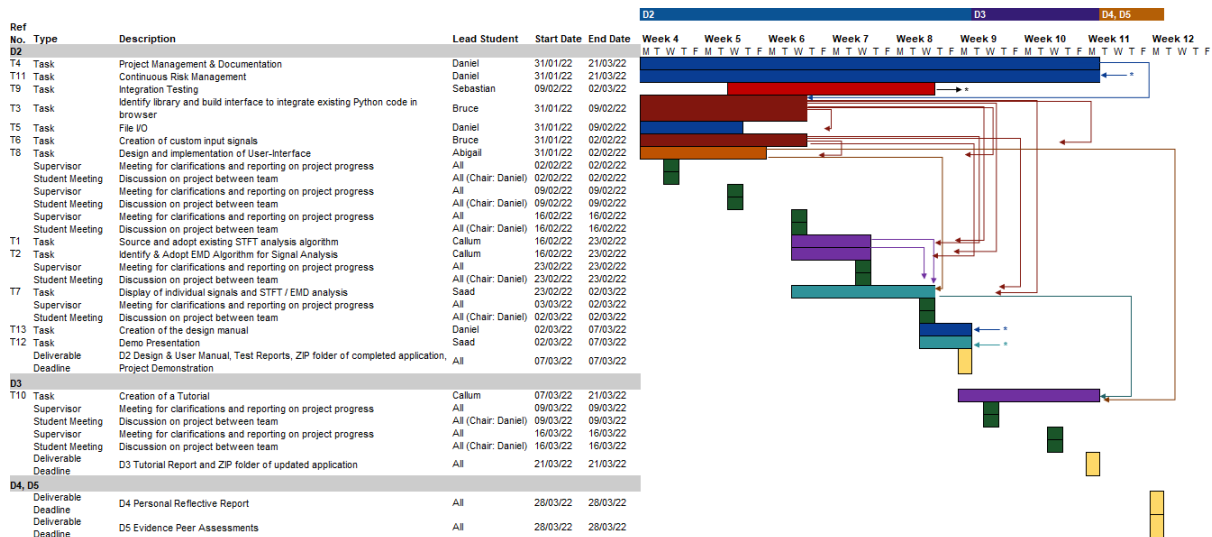 D2 D3 D4, D5
Ref
No. Type Description Lead Student Start Date End Date Week 4 Week 5 Week 6 Week 7 Week 8 Week 9 Week 10 Week 11 Week 12
D2 M T W T F M T W T F M T W T F M T W T F M T W T F M T W T F M T W T F M T W T F M T W T F
T4 Task Project Management & Documentation Daniel 31/01/22 21/03/22
T11 Task Continuous Risk Management Daniel 31/01/22 21/03/22 *
T9 Task Integration Testing Sebastian 09/02/22 02/03/22 *
T3 Task Identify library and build interface to integrate existing Python code in Bruce 31/01/22 09/02/22
browser
T5 Task File I/O Daniel 31/01/22 09/02/22
T6 Task Creation of custom input signals Bruce 31/01/22 02/02/22
T8 Task Design and implementation of User-Interface Abigail 31/01/22 02/02/22
Supervisor Meeting for clarifications and reporting on project progress All 02/02/22 02/02/22
Student Meeting Discussion on project between team All (Chair: Daniel) 02/02/22 02/02/22
Supervisor Meeting for clarifications and reporting on project progress All 09/02/22 09/02/22
Student Meeting Discussion on project between team All (Chair: Daniel) 09/02/22 09/02/22
Supervisor Meeting for clarifications and reporting on project progress All 16/02/22 16/02/22
Student Meeting Discussion on project between team All (Chair: Daniel) 16/02/22 16/02/22
T1 Task Source and adopt existing STFT analysis algorithm Callum 16/02/22 23/02/22
T2 Task Identify & Adopt EMD Algorithm for Signal Analysis Callum 16/02/22 23/02/22
Supervisor Meeting for clarifications and reporting on project progress All 23/02/22 23/02/22
Student Meeting Discussion on project between team All (Chair: Daniel) 23/02/22 23/02/22
T7 Task Display of individual signals and STFT / EMD analysis Saad 23/02/22 02/03/22
Supervisor Meeting for clarifications and reporting on project progress All 03/03/22 02/03/22
Student Meeting Discussion on project between team All (Chair: Daniel) 02/03/22 02/03/22
T13 Task Creation of the design manual Daniel 02/03/22 07/03/22 *
T12 Task Demo Presentation Saad 02/03/22 07/03/22 *
Deliverable Deadline D2 Design & User Manual, Test Reports, ZIP folder of completed application, All 07/03/22 07/03/22
Project Demonstration
D3
T10 Task Creation of a Tutorial Callum 07/03/22 21/03/22
Supervisor Meeting for clarifications and reporting on project progress All 09/03/22 09/03/22
Student Meeting Discussion on project between team All (Chair: Daniel) 09/03/22 09/03/22
Supervisor Meeting for clarifications and reporting on project progress All 16/03/22 16/03/22
Student Meeting Discussion on project between team All (Chair: Daniel) 16/03/22 16/03/22
Deliverable Deadline D3 Tutorial Report and ZIP folder of updated application All 21/03/22 21/03/22
D4, D5
Deliverable Deadline D4 Personal Reflective Report All 28/03/22 28/03/22
Deliverable Deadline D5 Evidence Peer Assessments All 28/03/22 28/03/22